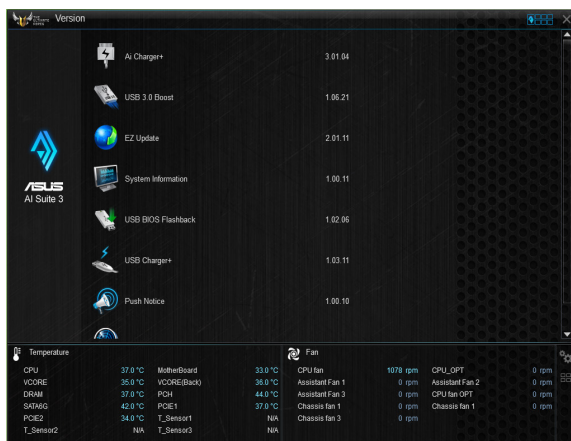 THE ULTIMATE FORCE Version
Ai Charger+ 3.01.04
USB 3.0 Boost 1.06.21
EZ Update 2.01.11
System Information 1.00.11
USB BIOS Flashback 1.02.06
USB Charger+ 1.03.11
Push Notice 1.00.10
ASUS
AI Suite 3
Temperature
CPU 37.0 °C MotherBoard 33.0 °C
VCORE 35.0 °C VCORE(Back) 36.0 °C
DRAM 37.0 °C PCH 44.0 °C
SATA6G 42.0 °C PCIE1 37.0 °C
PCIE2 34.0 °C T_Sensor1 N/A
T_Sensor2 N/A T_Sensor3 N/A
Fan
CPU fan 1078 rpm CPU_OPT 0 rpm
Assistant Fan 1 0 rpm Assistant Fan 2 0 rpm
Assistant Fan 3 0 rpm CPU fan OPT 0 rpm
Chassis fan 1 0 rpm Chassis fan 1 0 rpm
Chassis fan 3 0 rpm